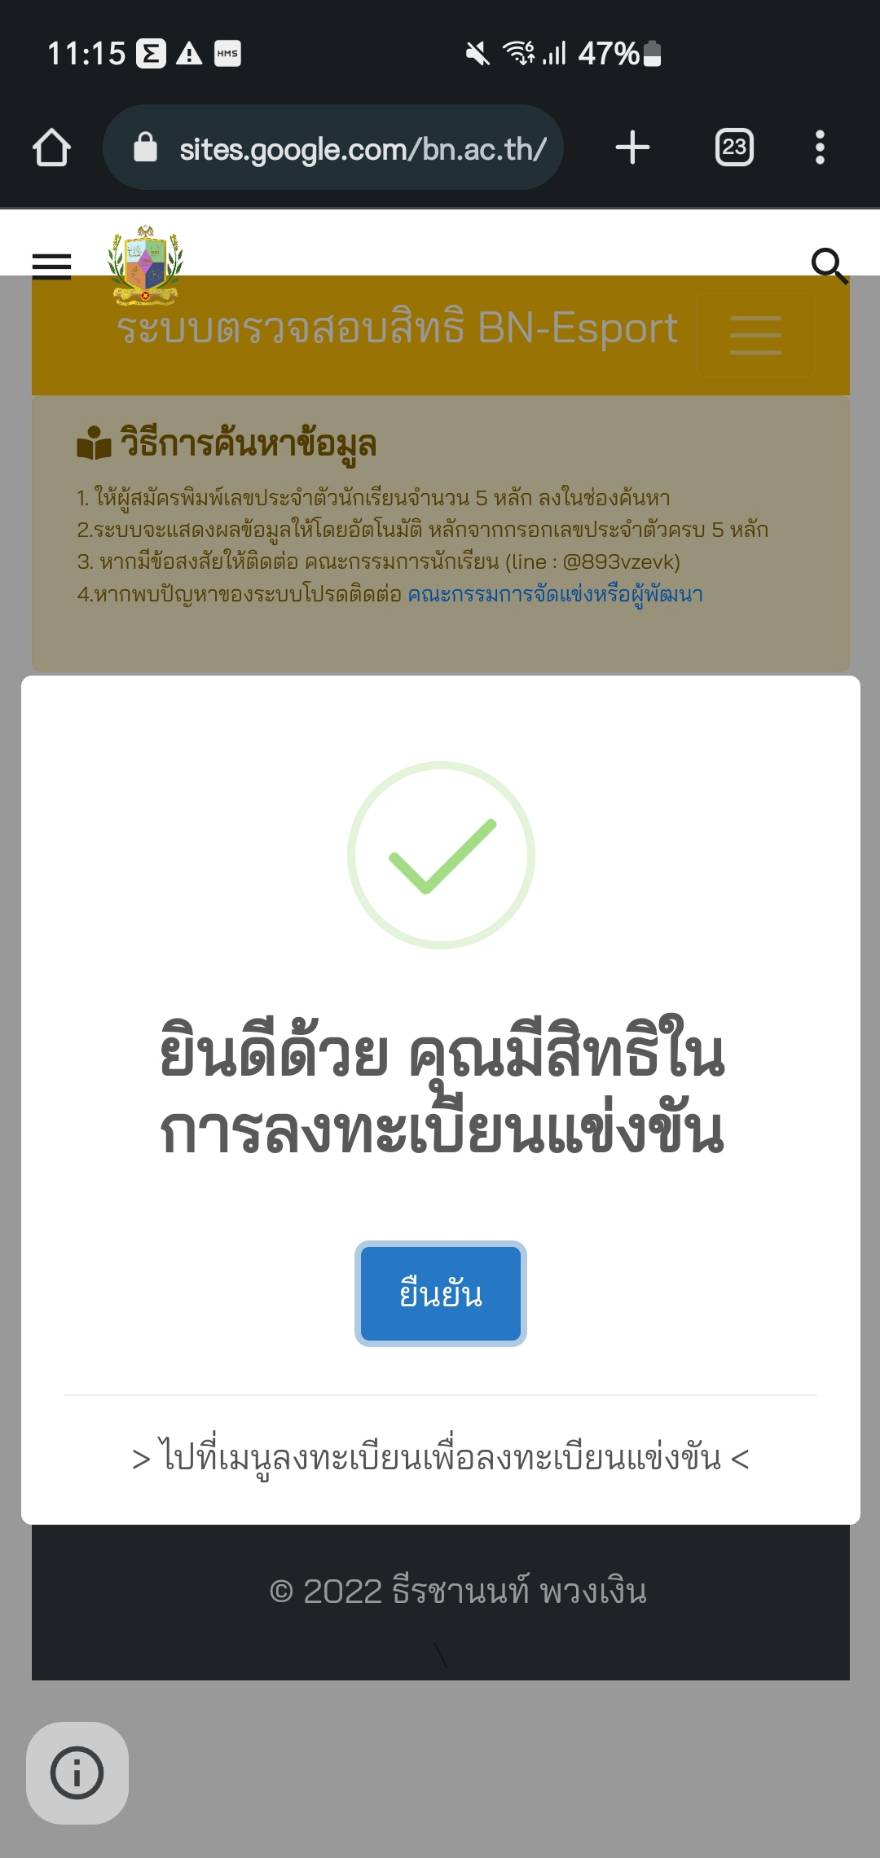 11:15 Σ HMS 6 47%
sites.google.com/bn.ac.th/ 23
ระบบตรวจสอบสิทธิ BN-Esport
วิธีการค้นหาข้อมูล
1. ให้ผู้สมัครพิมพ์เลขประจำตัวนักเรียนจำนวน 5 หลัก ลงในช่องค้นหา
2.ระบบจะแสดงผลข้อมูลให้โดยอัตโนมัติ หลักจากกรอกเลขประจำตัวครบ 5 หลัก
3. หากมีข้อสงสัยให้ติดต่อ คณะกรรมการนักเรียน (line : @893vzevk)
4.หากพบปัญหาของระบบโปรดติดต่อ คณะกรรมการจัดแข่งหรือผู้พัฒนา
ยินดีด้วย คุณมีสิทธิใน
การลงทะเบียนแข่งขัน
ยืนยัน
> ไปที่เมนูลงทะเบียนเพื่อลงทะเบียนแข่งขัน <
© 2022 ธีรชานนท์ พวงเงิน
\